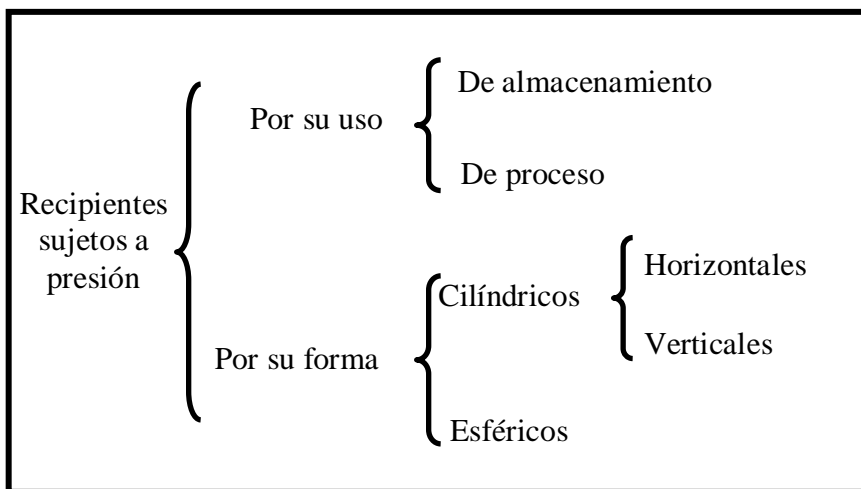 Recipientes
sujetos a
presión
Por su uso
De almacenamiento
De proceso
Por su forma
Cilíndricos
Horizontales
Verticales
Esféricos